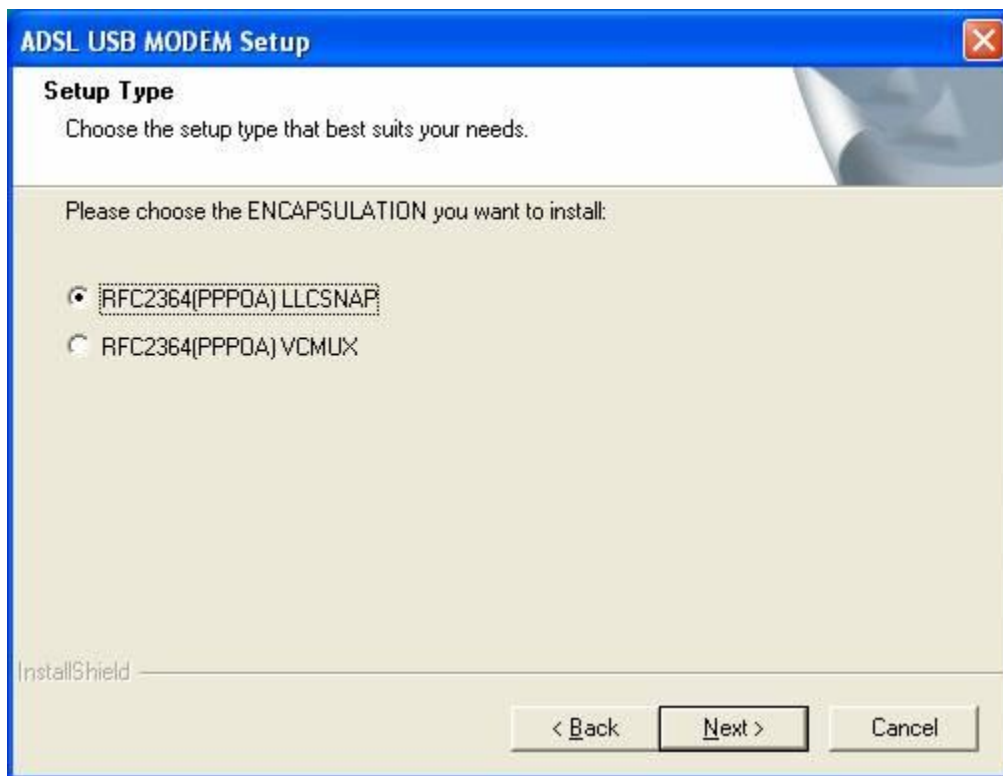 ADSL USB MODEM Setup
Setup Type
Choose the setup type that best suits your needs.
Please choose the ENCAPSULATION you want to install:
RFC2364(PPPOA) LLCSNAP
RFC2364(PPPOA) VCMUX
InstallShield
< Back
Next >
Cancel